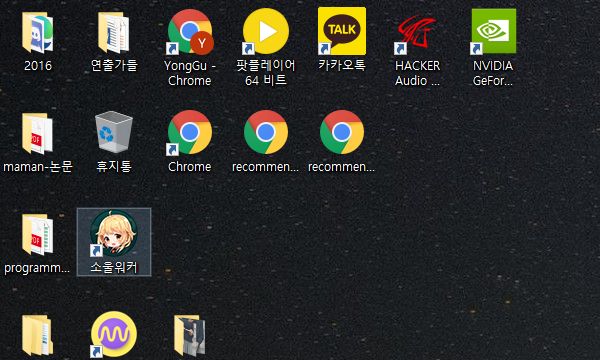 2016
연출가들
YongGu -
Chrome
팟플레이어
64 비트
TALK
카카오톡
HACKER
Audio ...
NVIDIA
GeFor...
Y
PDF
maman-논문
휴지통
Chrome
recommen...
recommen...
PDF
programm...
소울워커